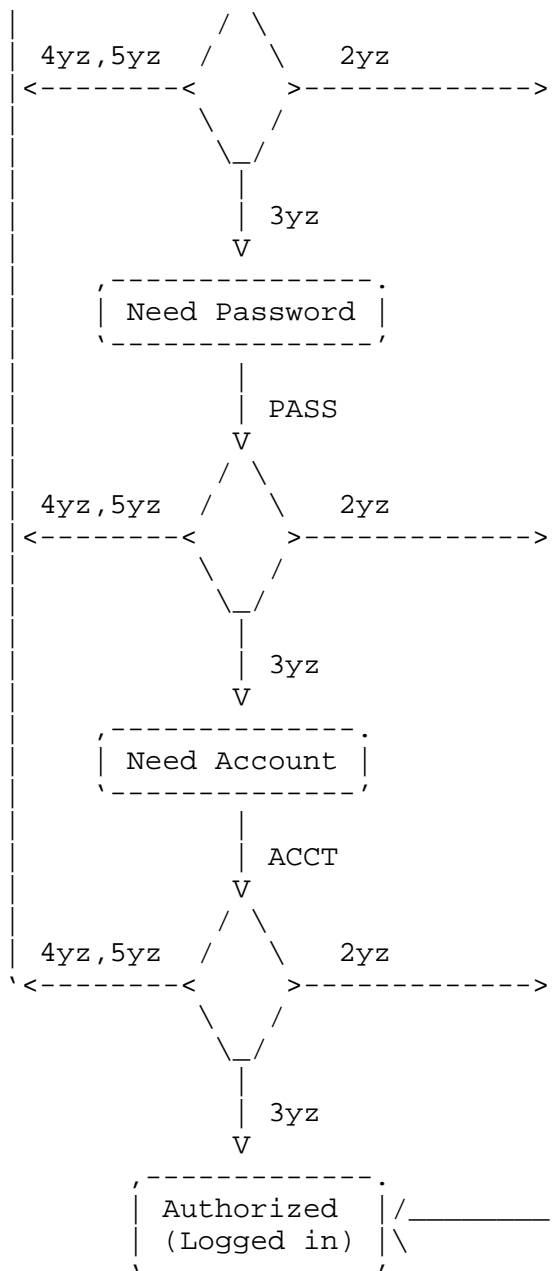 4yz,5yz 2yz
3yz
Need Password
PASS
4yz,5yz 2yz
3yz
Need Account
ACCT
4yz,5yz 2yz
3yz
Authorized
(Logged in)